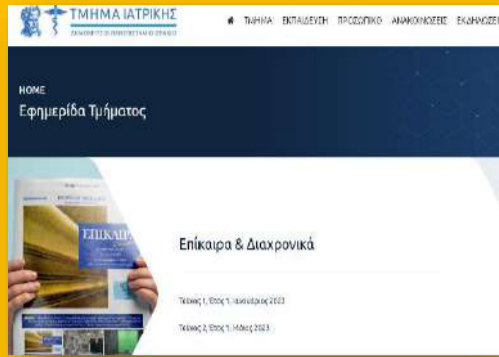 ΤΜΗΜΑ ΙΑΤΡΙΚΗΣ
ΤΜΗΜΑ ΕΚΠΑΙΔΕΥΣΗ ΠΡΟΣΩΠΙΚΟ ΑΝΑΚΟΙΝΩΣΕΙΣ ΕΚΔΗΛΩΣΕΙ
HOME
Εφημερίδα Τμήματος
ΕΠΙΚΑΙΡΑ
Επίκαιρα & Διαχρονικά
Τεύχος 1, Έτος 1, Ιανουάριος 2023
Τεύχος 2, Έτος 1, 2023